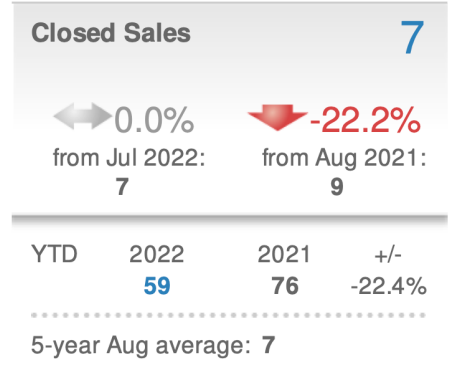 Closed Sales 7
0.0% -22.2%
from Jul 2022: from Aug 2021:
7 9
YTD 2022 2021 +/-
59 76 -22.4%
5-year Aug average: 7